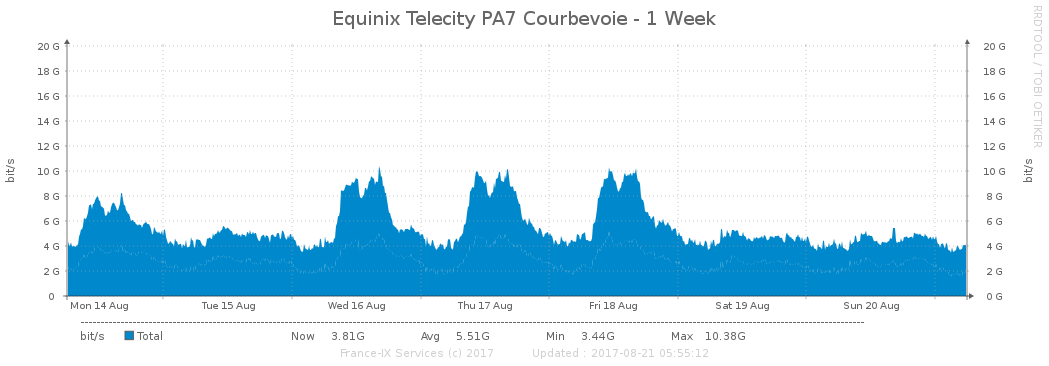 Equinix Telecity PA7 Courbevoie - 1 Week
RRDTOOL / TOBI OETIKER
20 G 20 G
18 G 18 G
16 G 16 G
14 G 14 G
12 G 12 G
10 G 10 G
8 G 8 G
6 G 6 G
4 G 4 G
2 G 2 G
0 0 G
bit/s bit/s
Mon 14 Aug Tue 15 Aug Wed 16 Aug Thu 17 Aug Fri 18 Aug Sat 19 Aug Sun 20 Aug
bit/s Total Now 3.81G Avg 5.51G Min 3.44G Max 10.38G
France-IX Services (c) 2017 Updated : 2017-08-21 05:55:12